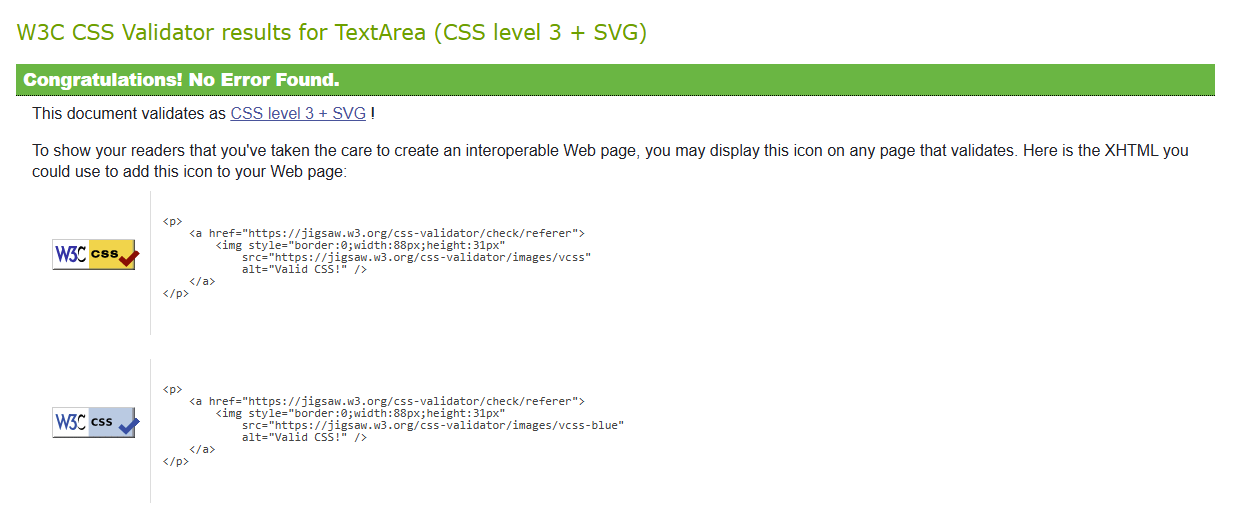 W3C CSS Validator results for TextArea (CSS level 3 + SVG)
Congratulations! No Error Found.
This document validates as CSS level 3 + SVG !
To show your readers that you've taken the care to create an interoperable Web page, you may display this icon on any page that validates. Here is the XHTML you
could use to add this icon to your Web page:
W3C css
<p>
<a href="https://jigsaw.w3.org/css-validator/check/referer">
<img style="border:0;width:88px;height:31px"
src="https://jigsaw.w3.org/css-validator/images/vcss"
alt="Valid CSS!" />
</a>
</p>
W3C css
<p>
<a href="https://jigsaw.w3.org/css-validator/check/referer">
<img style="border:0;width:88px;height:31px"
src="https://jigsaw.w3.org/css-validator/images/vcss-blue"
alt="Valid CSS!" />
</a>
</p>